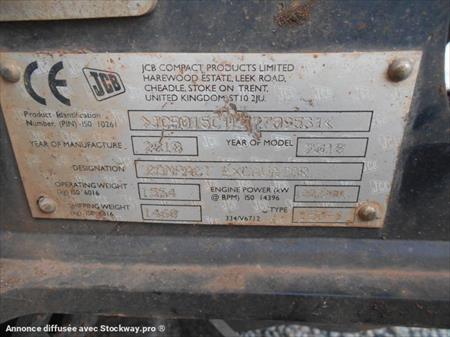 CE
JCB
JCB COMPACT PRODUCTS LIMITED
HAREWOOD ESTATE, LEEK ROAD,
CHEADLE, STOKE ON TRENT,
UNITED KINGDOM ST10 2JU.
Product Identification
Number, (PIN) - ISO 10261
YEAR OF MANUFACTURE 2018 YEAR OF MODEL 2018
DESIGNATION COMPACT EXCAVATOR
OPERATING WEIGHT 1554 ENGINE POWER (kW
(kg) ISO 6016 @ RPM) ISO 14396
SHIPPING WEIGHT 1468 TYPE
334/V6712
Annonce diffusée avec Stockway.pro ®